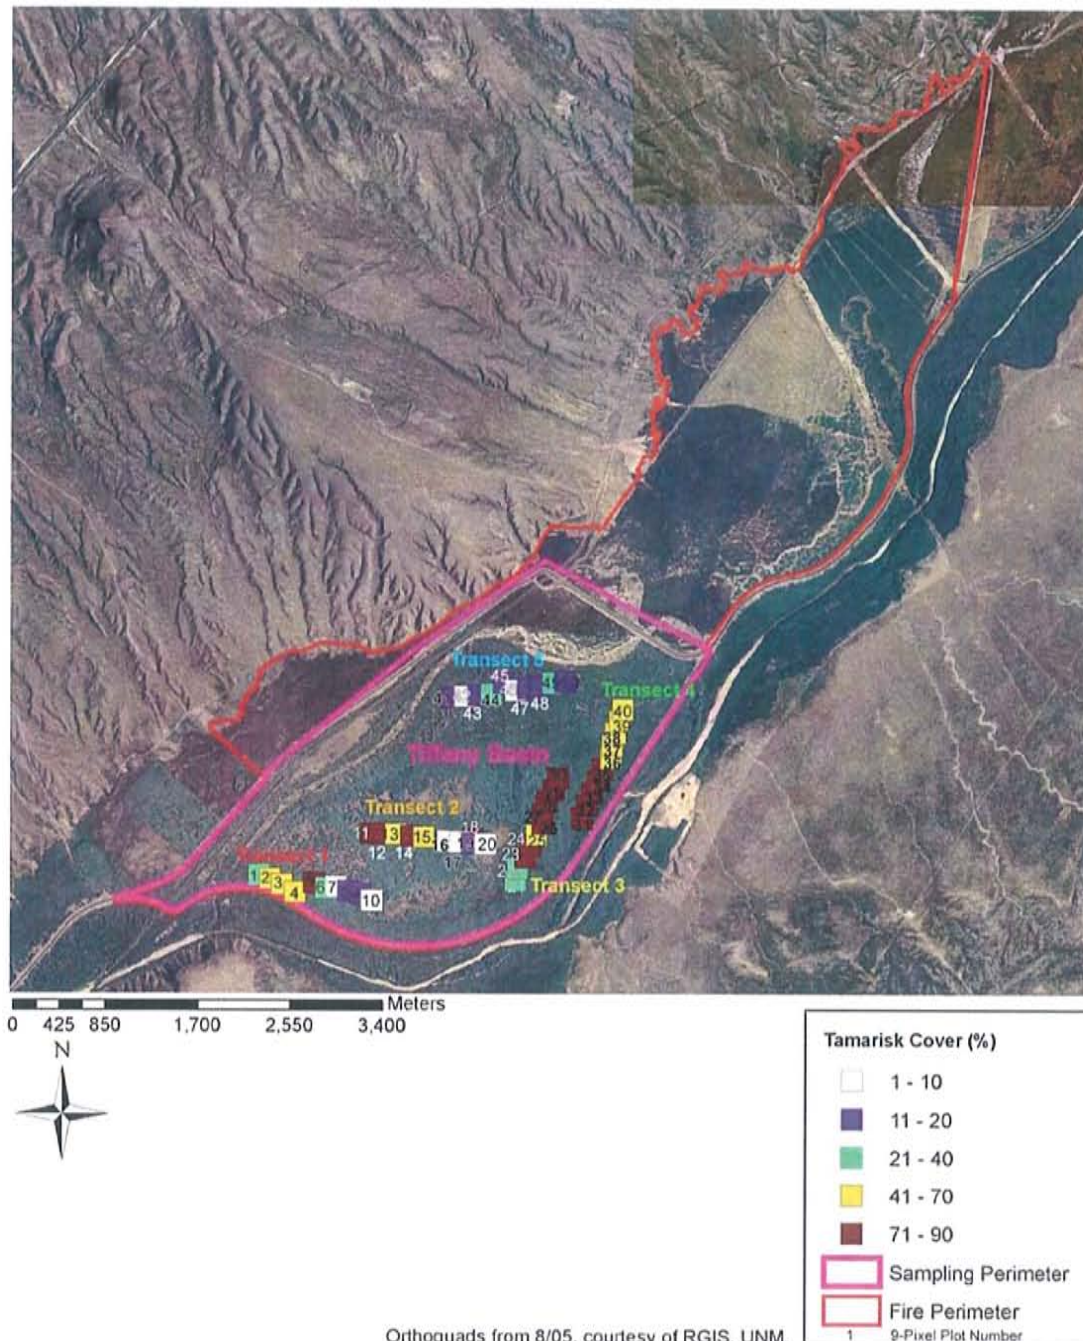 Transect 5
45
43
44
47
48
Transect 4
40
39
38
37
36
Tiffany Basin
Transect 2
1
3
15
12
14
6
17
18
20
24
25
23
Transect 3
Transect 1
1
2
3
4
6
7
10
Meters
0 425 850 1,700 2,550 3,400
N
Tamarisk Cover (%)
1 - 10
11 - 20
21 - 40
41 - 70
71 - 90
Sampling Perimeter
Fire Perimeter
1 9-Pixel Plot Number
Orthoquads from 8/05, courtesy of RGIS, UNM